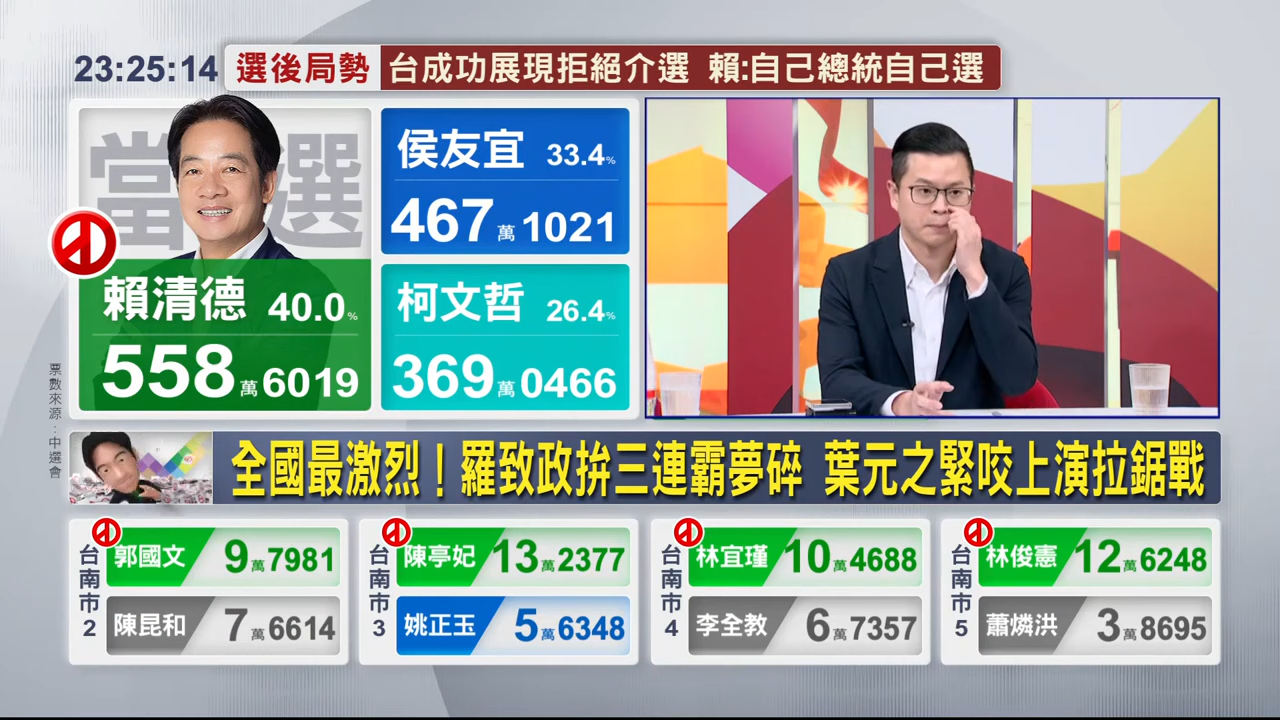 23:25:14 選後局勢 台成功展現拒絕介選 賴:自己總統自己選
當選
賴清德 40.0%
558萬6019
侯友宜 33.4%
467萬1021
柯文哲 26.4%
369萬0466
票數來源:中選會
全國最激烈!羅致政拚三連霸夢碎 葉元之緊咬上演拉鋸戰
台南市2
郭國文 9萬7981
陳昆和 7萬6614
台南市3
陳亭妃 13萬2377
姚正玉 5萬6348
台南市4
林宜瑾 10萬4688
李全教 6萬7357
台南市5
林俊憲 12萬6248
蕭燐洪 3萬8695